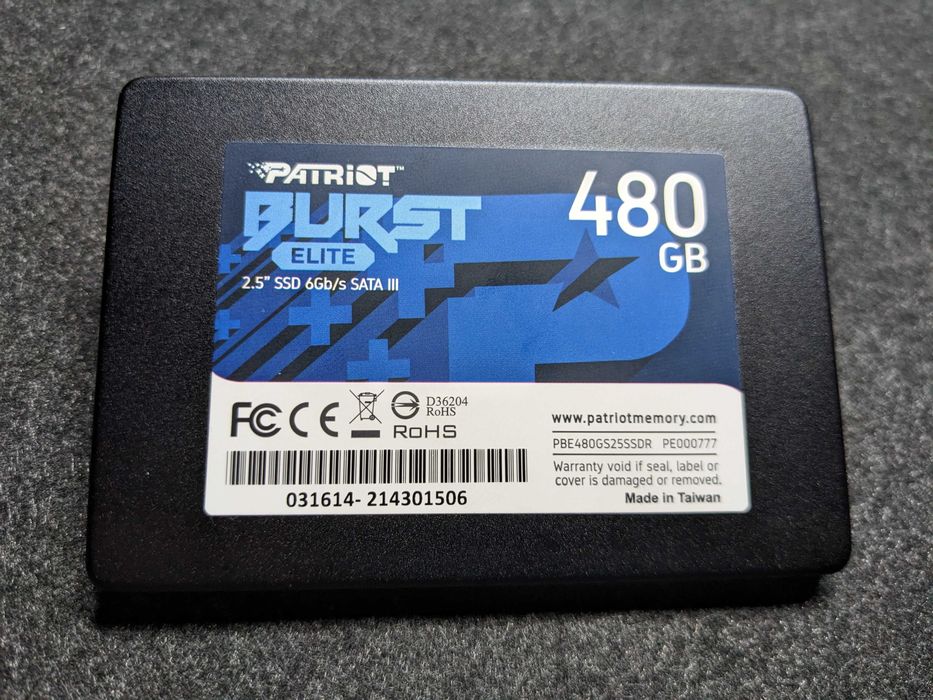 PATRIOT™
BURST
ELITE
2.5” SSD 6Gb/s SATA III
480
GB
FC CE
D36204
RoHS
RoHS
031614- 214301506
www.patriotmemory.com
PBE480GS25SSDR PE000777
Warranty void if seal, label or
cover is damaged or removed.
Made in Taiwan